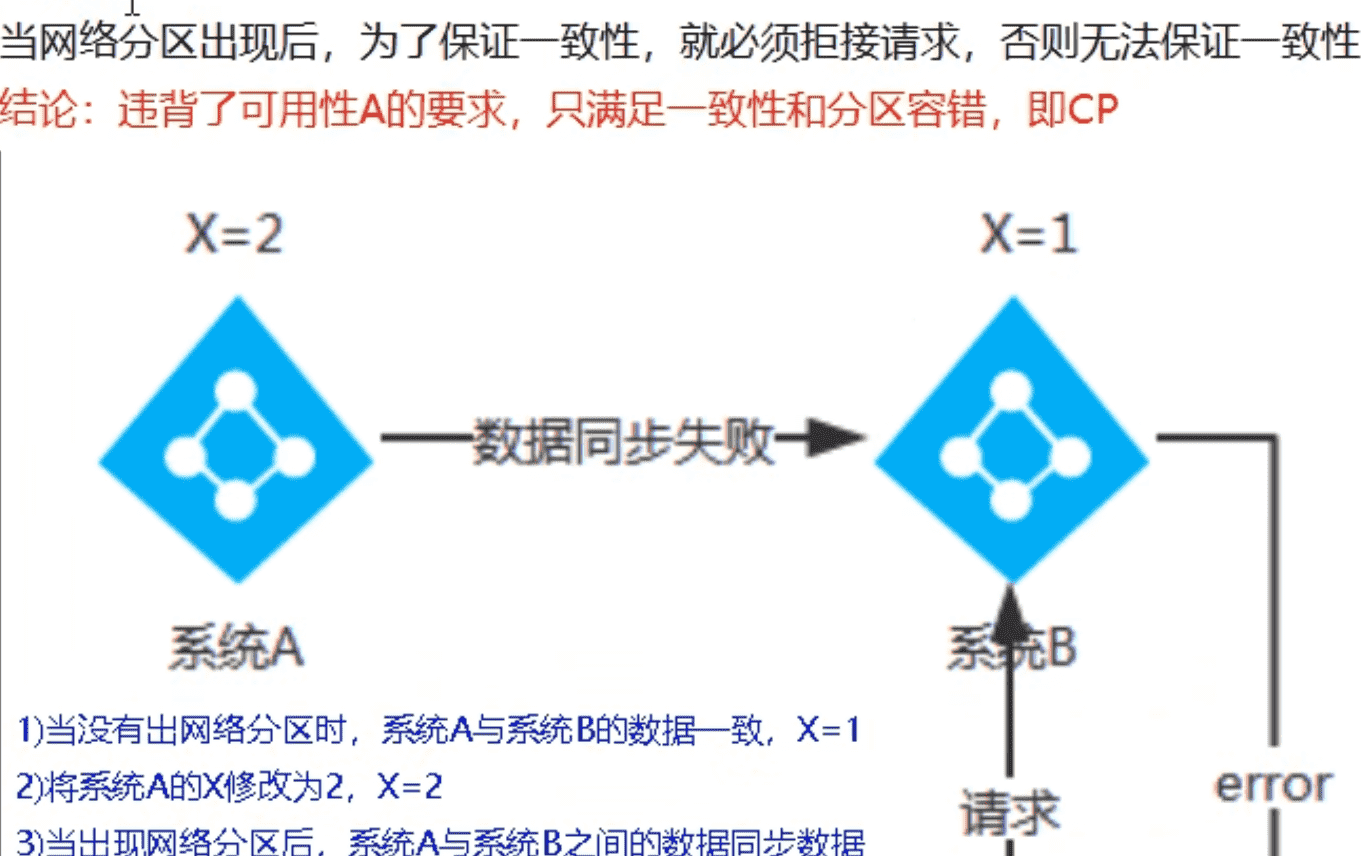 当网络分区出现后，为了保证一致性，就必须拒接请求，否则无法保证一致性
结论：违背了可用性A的要求，只满足一致性和分区容错，即CP
X=2
X=1
数据同步失败
系统A
系统B
1)当没有出网络分区时，系统A与系统B的数据一致，X=1
2)将系统A的X修改为2，X=2
3)当出现网络分区后，系统A与系统B之间的数据同步数据
请求
error